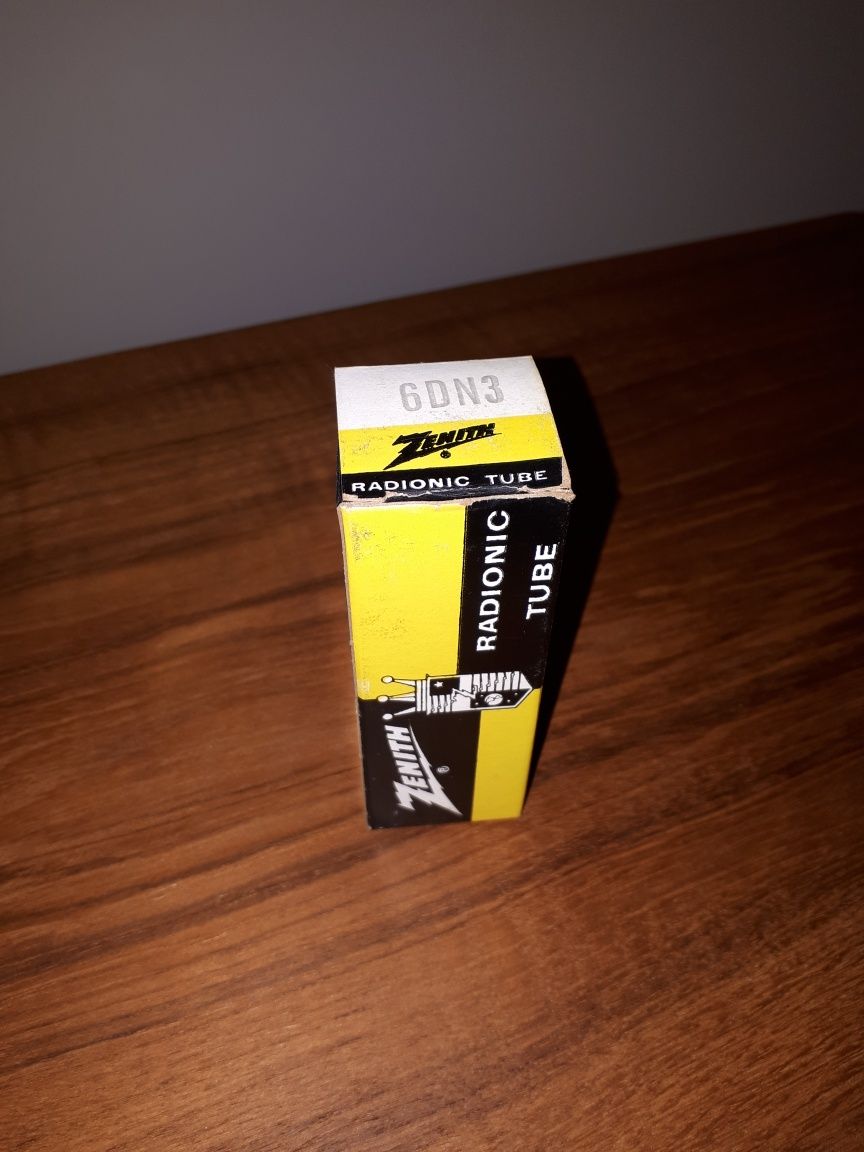 6DN3
ZENITH
®
RADIONIC TUBE
RADIONIC
TUBE
ZENITH
®